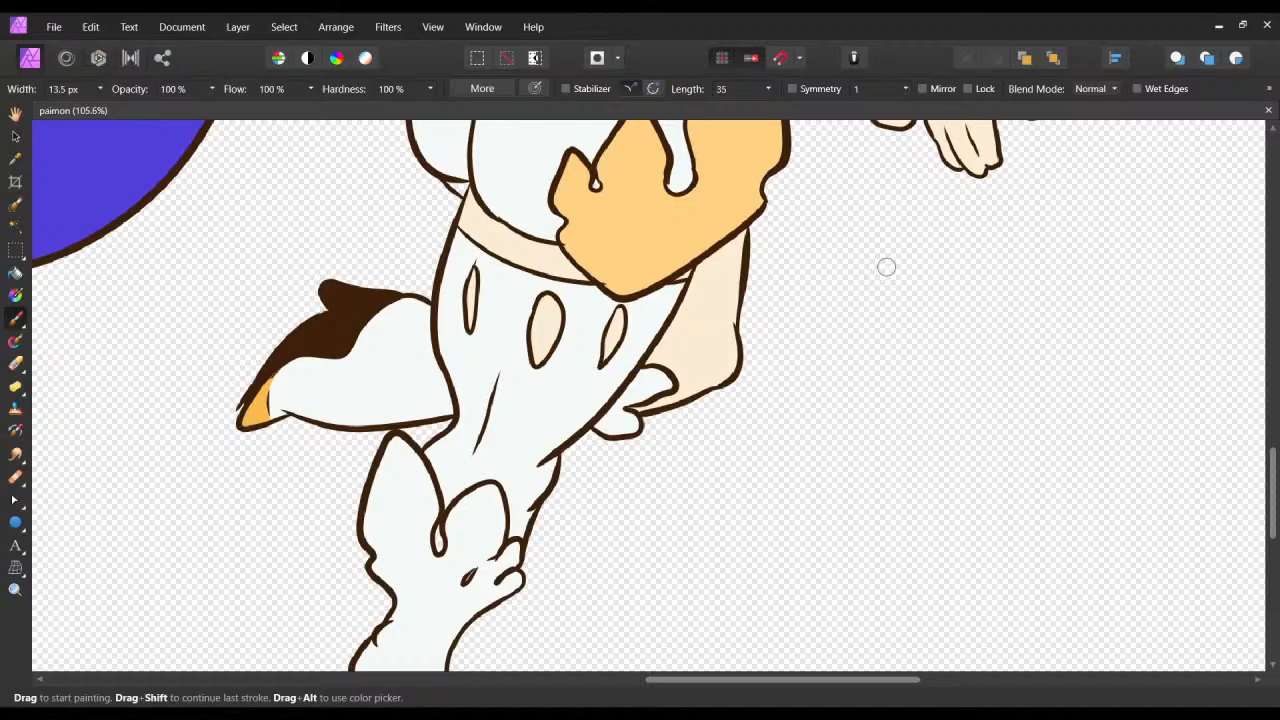 File Edit Text Document Layer Select Arrange Filters View Window Help
Width: 13.5 px Opacity: 100 % Flow: 100 % Hardness: 100 % More Stabilizer Length: 35 Symmetry 1 Mirror Lock Blend Mode: Normal Wet Edges
paimon (105.6%)
Drag to start painting. Drag+Shift to continue last stroke. Drag+Alt to use color picker.